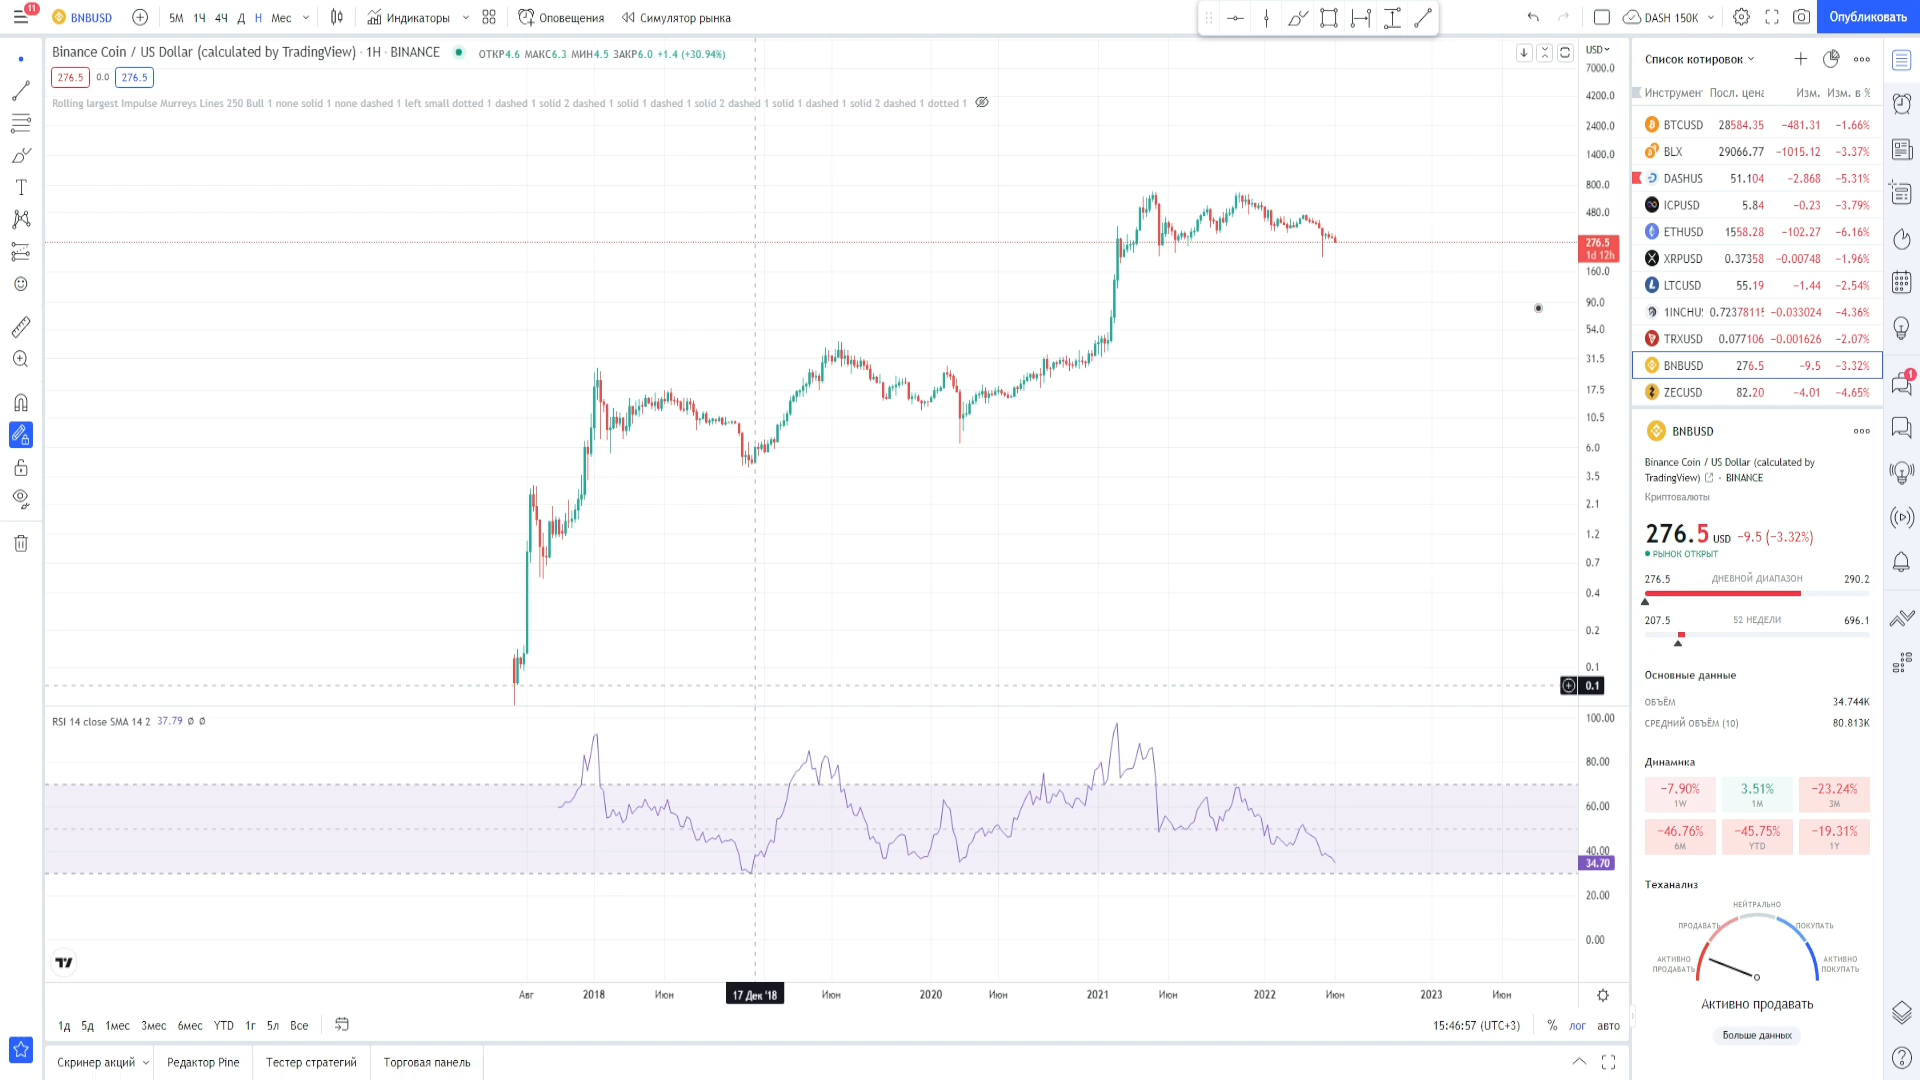 11
BNBUSD
5М 1Ч 4Ч Д Н Мес
Индикаторы
Оповещения
Симулятор рынка
DASH 150K
Опубликовать
Binance Coin / US Dollar (calculated by TradingView) · 1Н · BINANCE
ОТКР4.6 МАКС6.3 МИН4.5 ЗАКР6.0 +1.4 (+30.94%)
276.5 0.0 276.5
Rolling largest Impulse Murreys Lines 250 Bull 1 none solid 1 none dashed 1 left small dotted 1 dashed 1 solid 2 dashed 1 solid 1 dashed 1 solid 2 dashed 1 solid 1 dashed 1 solid 2 dashed 1 dotted 1
USD
7000.0
4200.0
2400.0
1400.0
800.0
480.0
276.5
1d 12h
160.0
90.0
54.0
31.5
17.5
10.5
6.0
3.5
2.1
1.2
0.7
0.4
0.2
0.1
0.1
RSI 14 close SMA 14 2 37.79 Ø Ø
100.00
80.00
60.00
40.00
34.70
20.00
0.00
Авг 2018 Июн 17 Дек '18 Июн 2020 Июн 2021 Июн 2022 Июн 2023 Июн
1д 5д 1мес 3мес 6мес YTD 1г 5л Все
15:46:57 (UTC+3) % лог авто
Скринер акций Редактор Pine Тестер стратегий Торговая панель
Список котировок
Инструмент Посл. цена Изм. Изм. в %
BTCUSD 28584.35 −481.31 −1.66%
BLX 29066.77 −1015.12 −3.37%
DASHUS 51.104 −2.868 −5.31%
ICPUSD 5.84 −0.23 −3.79%
ETHUSD 1558.28 −102.27 −6.16%
XRPUSD 0.37358 −0.00748 −1.96%
LTCUSD 55.19 −1.44 −2.54%
1INCHU 0.72378115 −0.033024 −4.36%
TRXUSD 0.077106 −0.001626 −2.07%
BNBUSD 276.5 −9.5 −3.32%
ZECUSD 82.20 −4.01 −4.65%
BNBUSD
Binance Coin / US Dollar (calculated by
TradingView) · BINANCE
Криптовалюты
276.5 USD −9.5 (−3.32%)
РЫНОК ОТКРЫТ
276.5 ДНЕВНОЙ ДИАПАЗОН 290.2
207.5 52 НЕДЕЛИ 696.1
Основные данные
ОБЪЁМ 34.744K
СРЕДНИЙ ОБЪЁМ (10) 80.813K
Динамика
−7.90% 3.51% −23.24%
1W 1M 3M
−46.76% −45.75% −19.31%
6M YTD 1Y
Теханализ
НЕЙТРАЛЬНО
ПРОДАВАТЬ ПОКУПАТЬ
АКТИВНО ПРОДАВАТЬ
АКТИВНО ПОКУПАТЬ
Активно продавать
Больше данных
1